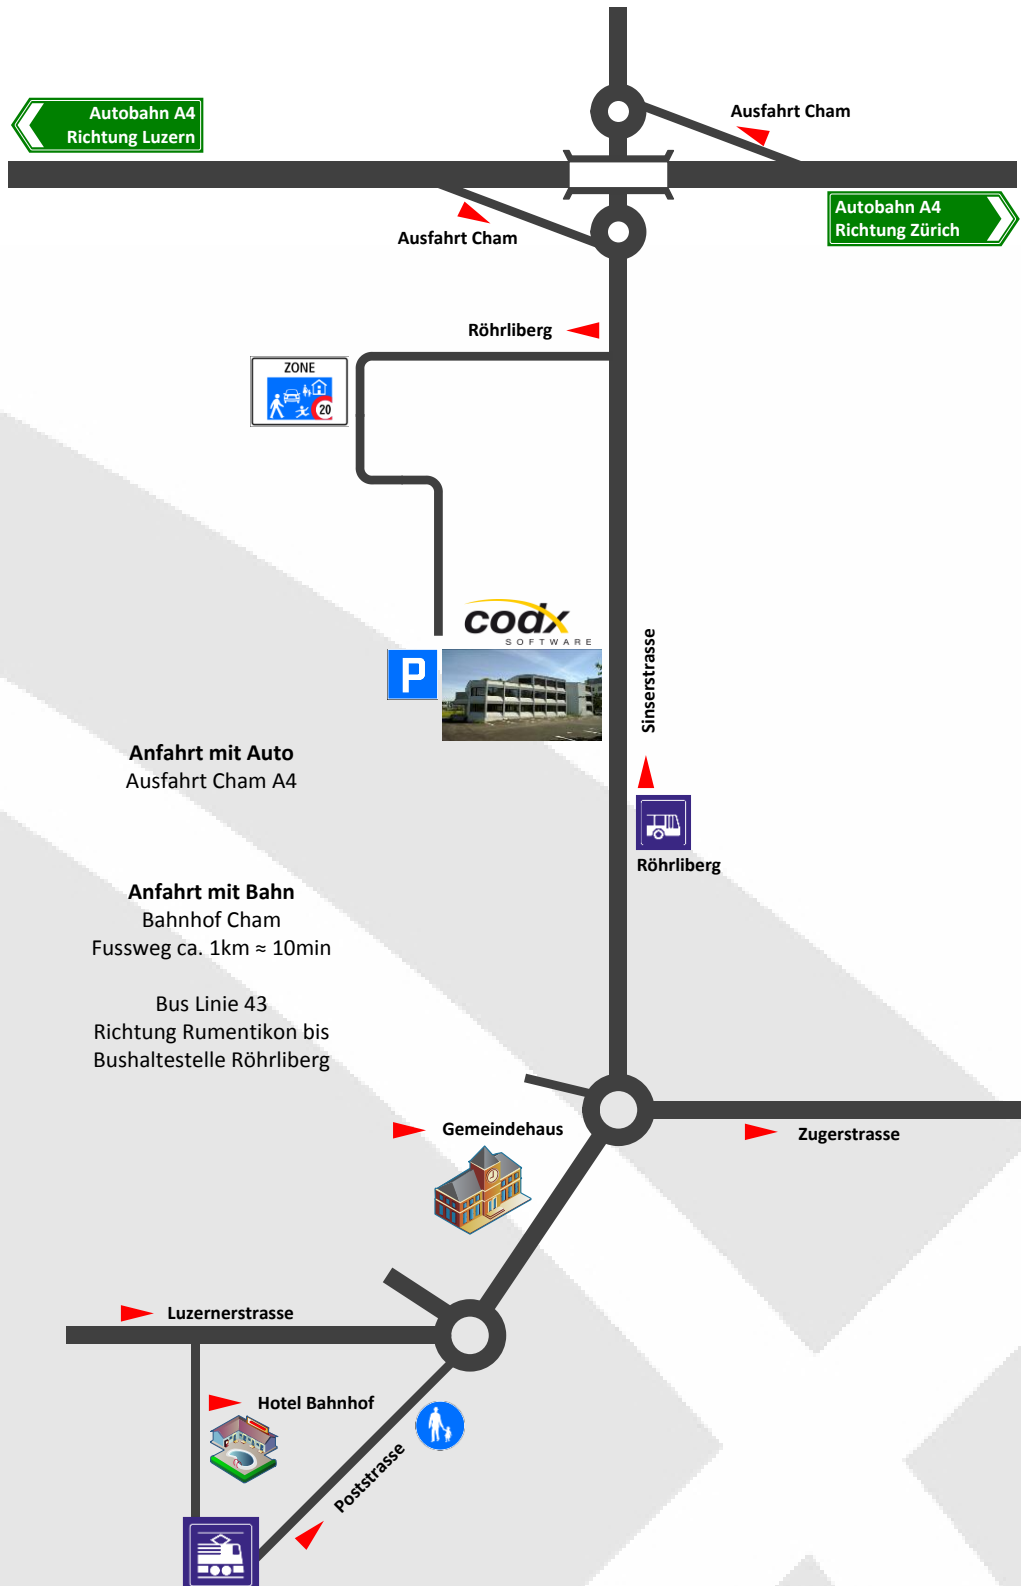 Autobahn A4
Richtung Luzern
Ausfahrt Cham
Autobahn A4
Richtung Zürich
Ausfahrt Cham
Röhrliberg
ZONE
20
codx
SOFTWARE
P
Sinserstrasse
Anfahrt mit Auto
Ausfahrt Cham A4
Röhrliberg
Anfahrt mit Bahn
Bahnhof Cham
Fussweg ca. 1km ≈ 10min
Bus Linie 43
Richtung Rumentikon bis
Bushaltestelle Röhrliberg
Gemeindehaus
Zugerstrasse
Luzernerstrasse
Hotel Bahnhof
Poststrasse